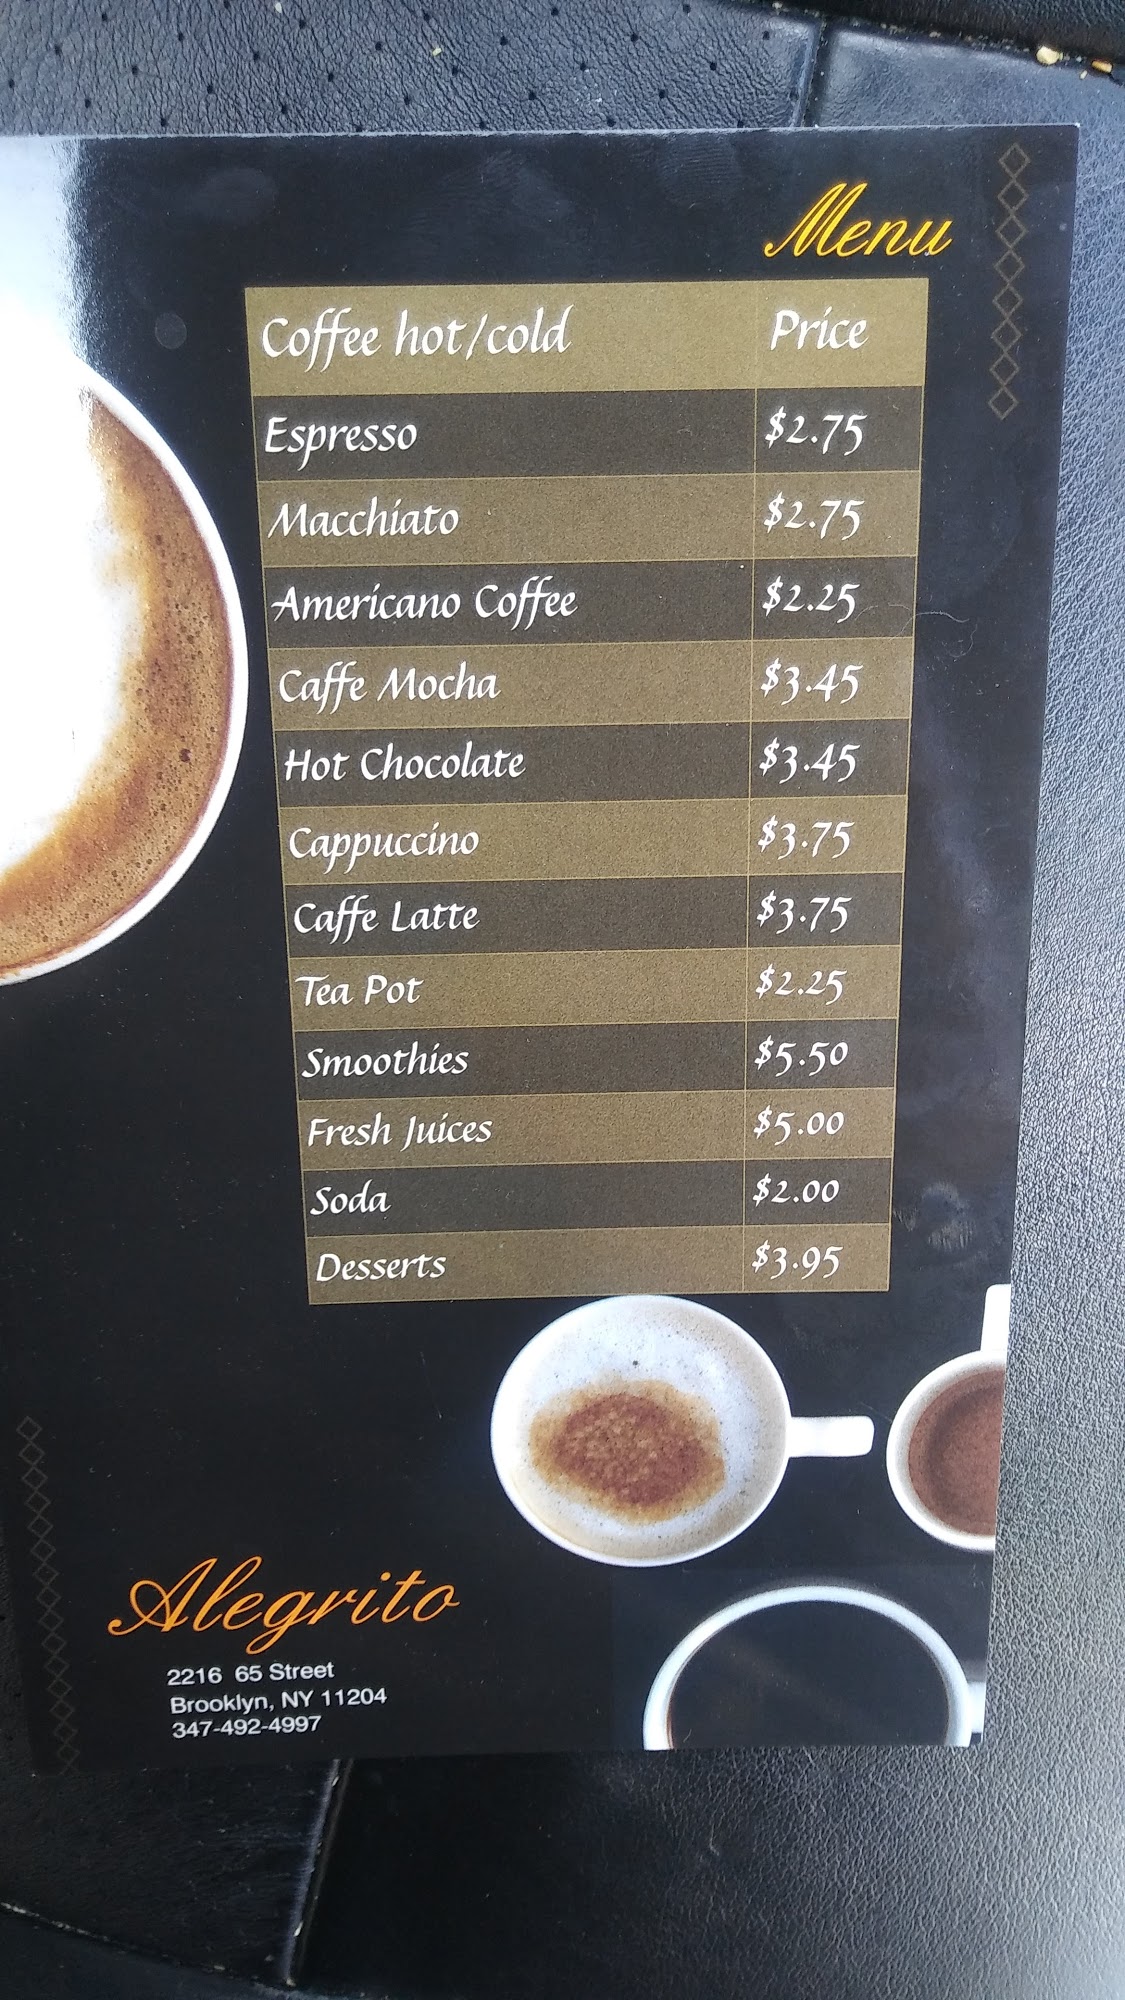 Menu
Coffee hot/cold Price
Espresso $2.75
Macchiato $2.75
Americano Coffee $2.25
Caffe Mocha $3.45
Hot Chocolate $3.45
Cappuccino $3.75
Caffe Latte $3.75
Tea Pot $2.25
Smoothies $5.50
Fresh Juices $5.00
Soda $2.00
Desserts $3.95
Alegrito
2216 65 Street
Brooklyn, NY 11204
347-492-4997